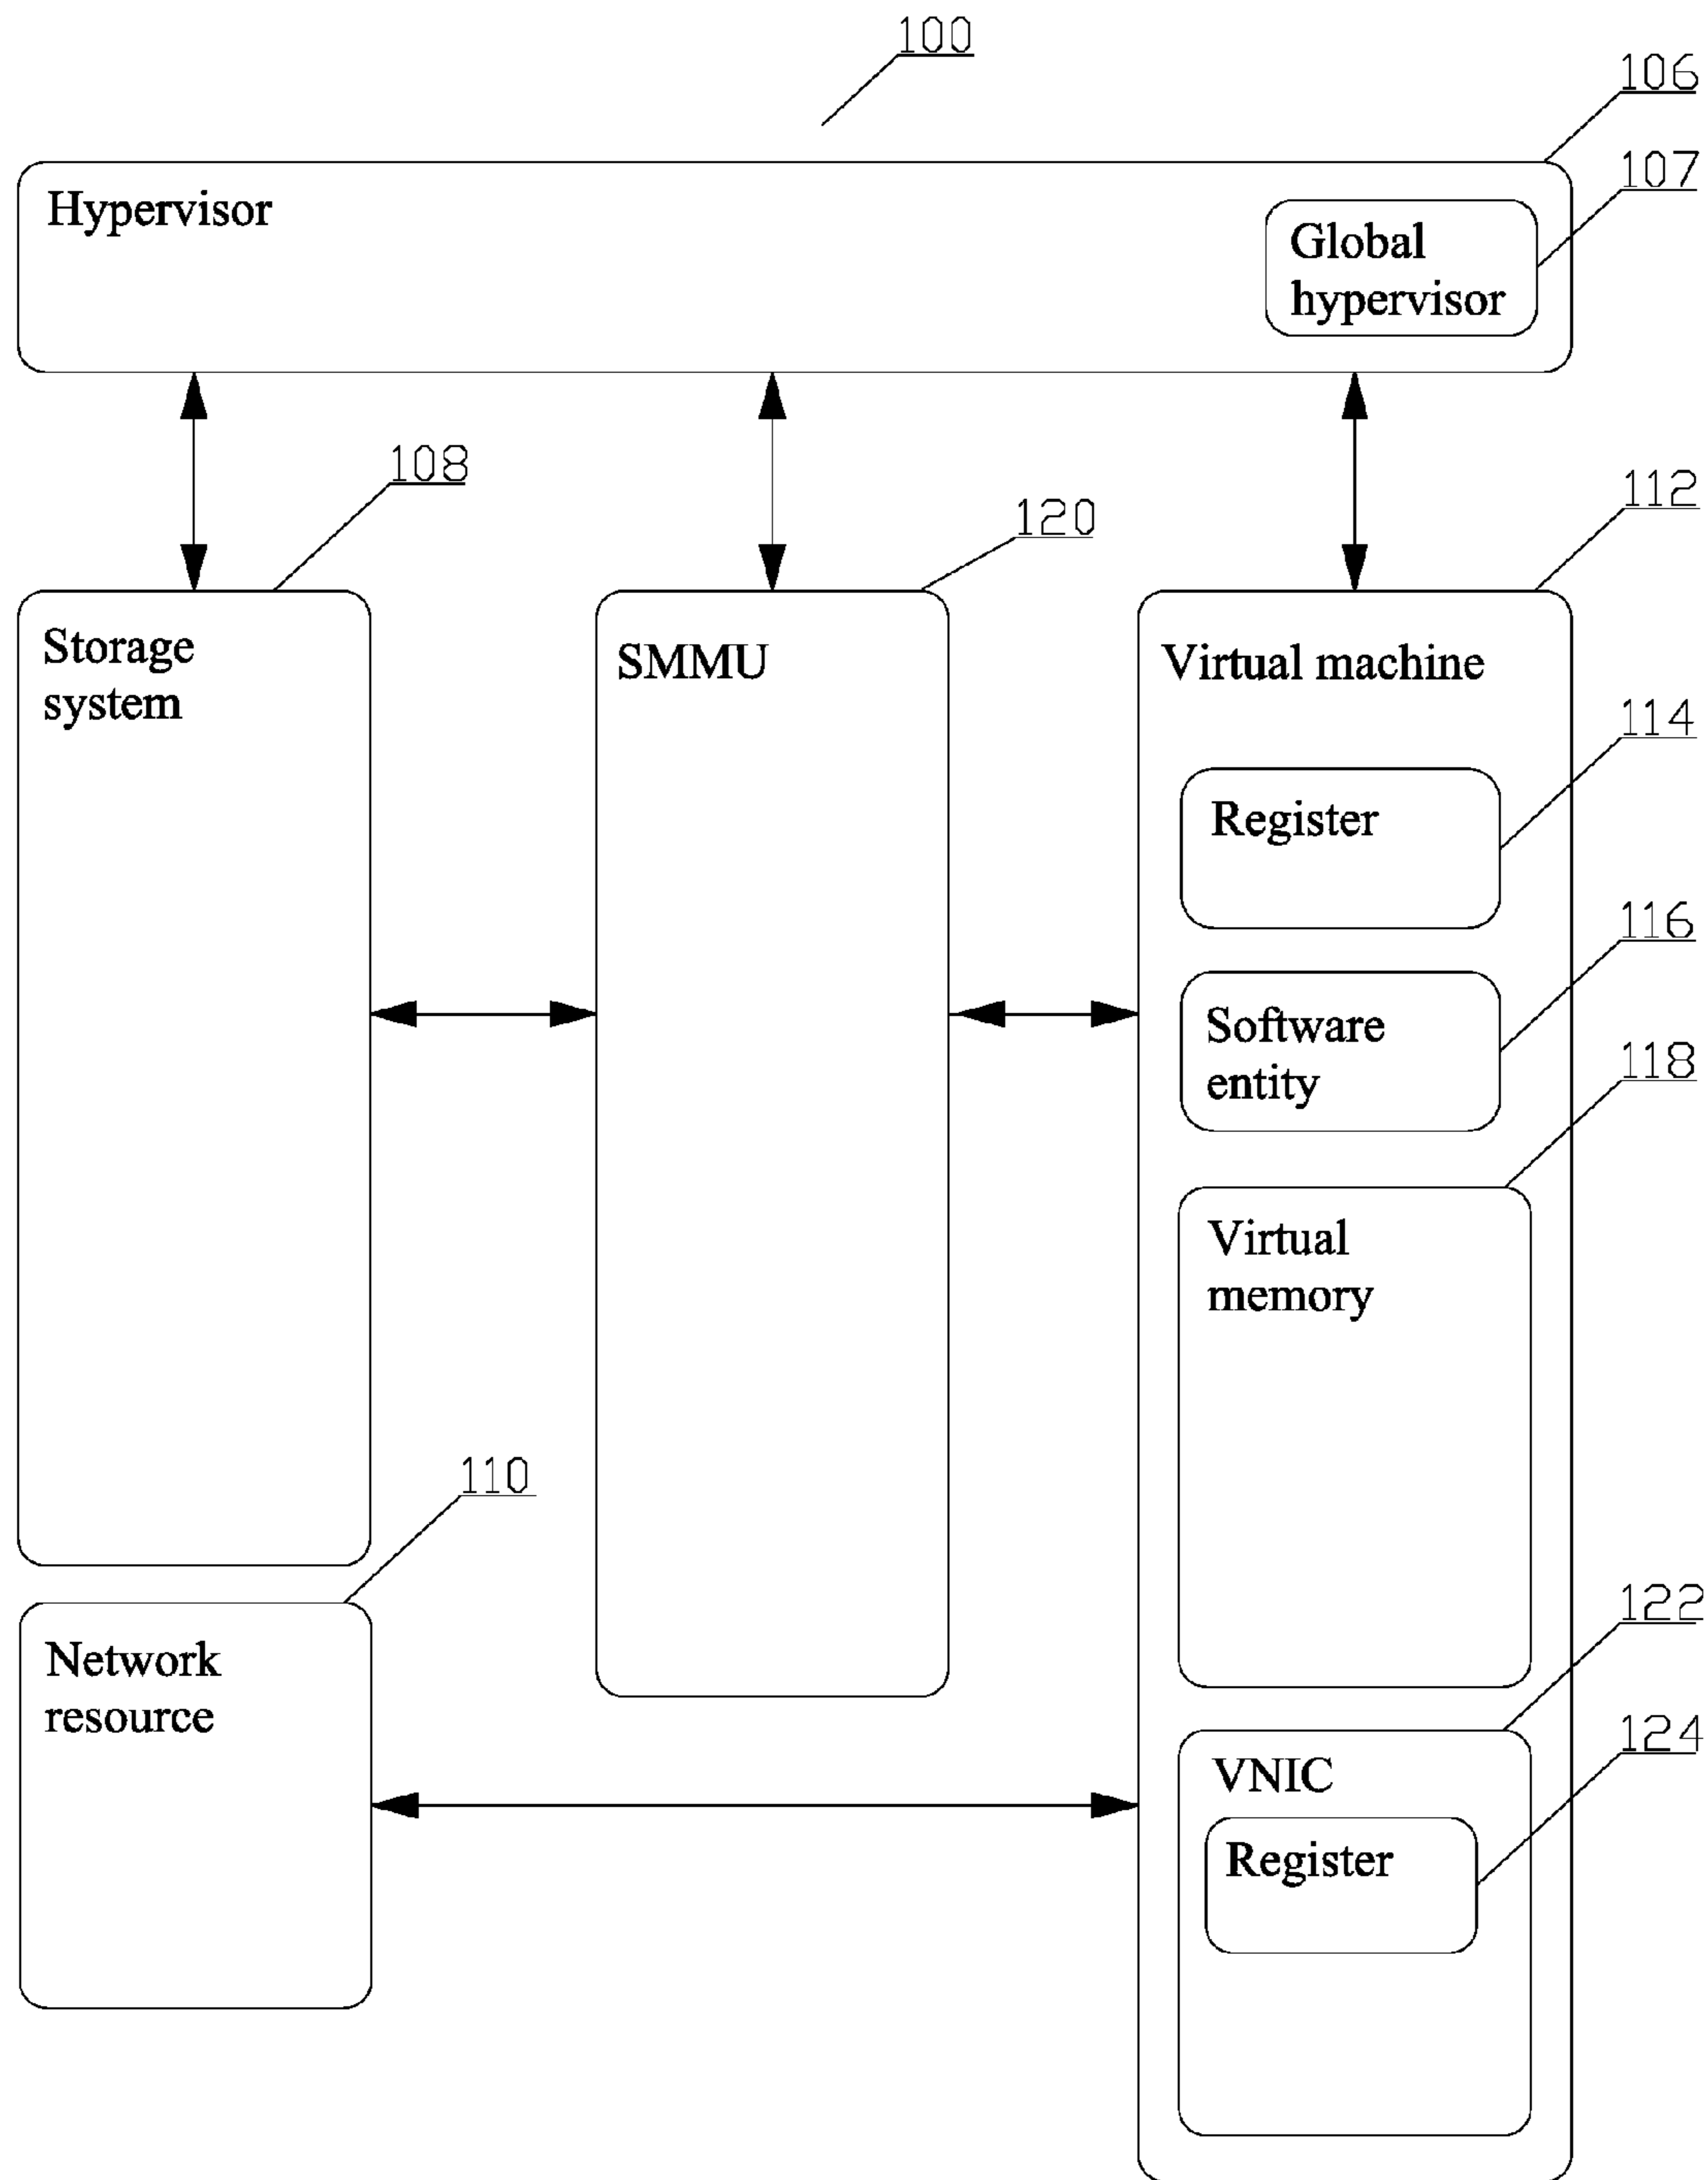 100
106
107
Hypervisor
Global
hypervisor
108
112
120
Storage
system
SMMU
Virtual machine
114
Register
116
Software
entity
118
Virtual
memory
110
122
Network
resource
124
VNIC
Register